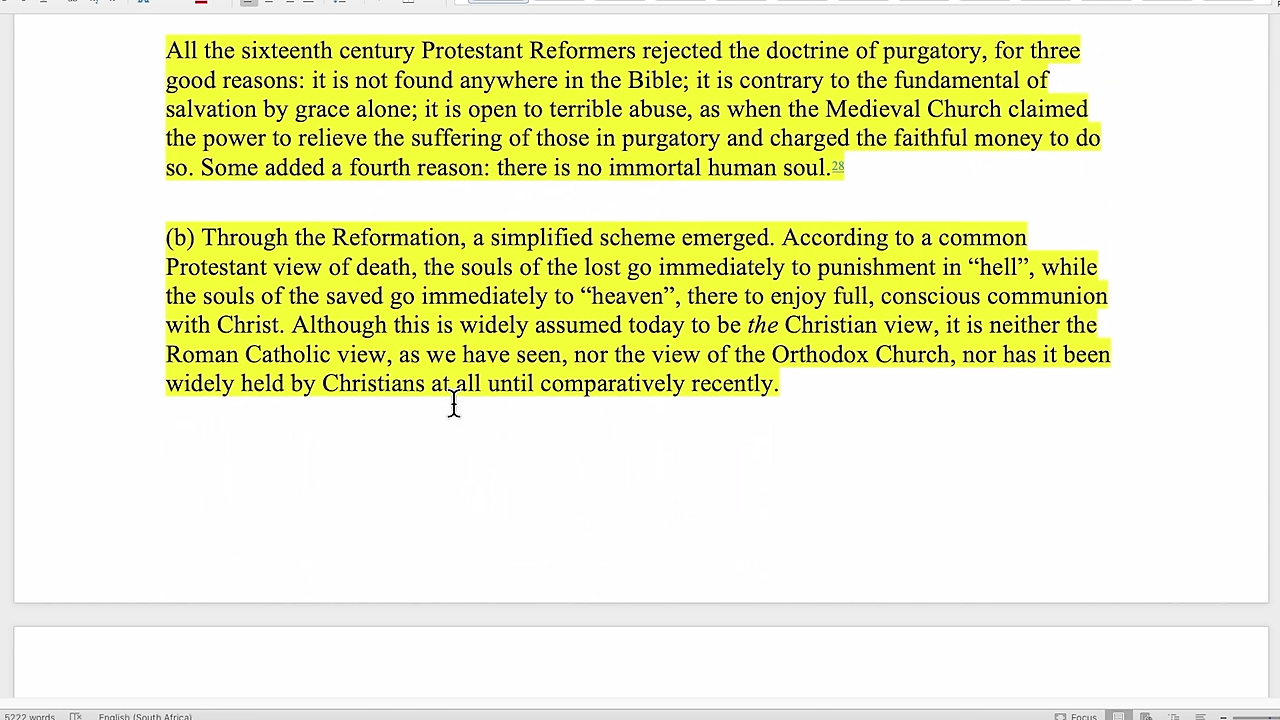 All the sixteenth century Protestant Reformers rejected the doctrine of purgatory, for three
good reasons: it is not found anywhere in the Bible; it is contrary to the fundamental of
salvation by grace alone; it is open to terrible abuse, as when the Medieval Church claimed
the power to relieve the suffering of those in purgatory and charged the faithful money to do
so. Some added a fourth reason: there is no immortal human soul.28
(b) Through the Reformation, a simplified scheme emerged. According to a common
Protestant view of death, the souls of the lost go immediately to punishment in “hell”, while
the souls of the saved go immediately to “heaven”, there to enjoy full, conscious communion
with Christ. Although this is widely assumed today to be the Christian view, it is neither the
Roman Catholic view, as we have seen, nor the view of the Orthodox Church, nor has it been
widely held by Christians at all until comparatively recently.
5222 words English (South Africa) Focus